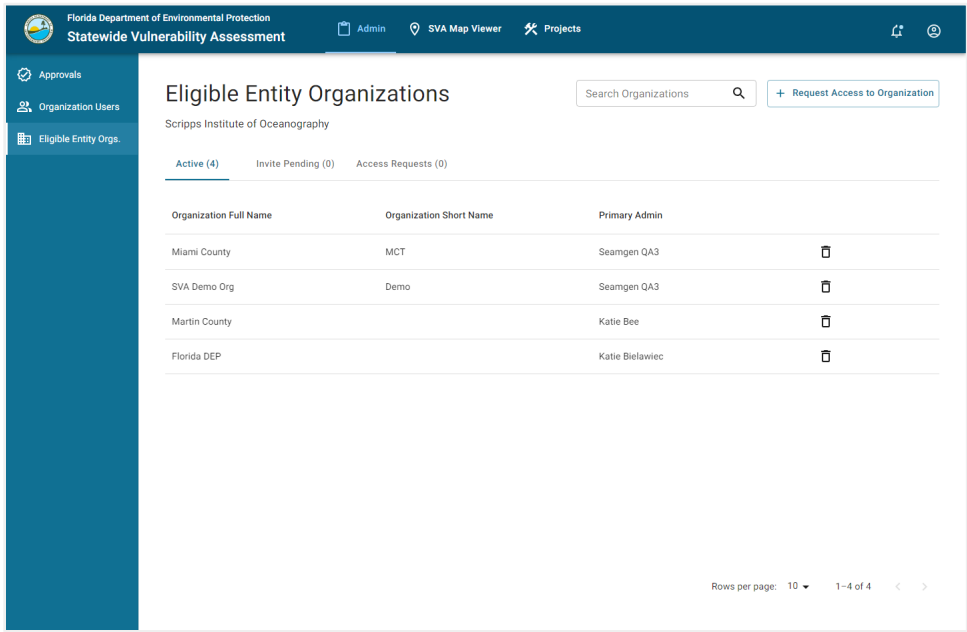 Florida Department of Environmental Protection
Statewide Vulnerability Assessment
Admin
SVA Map Viewer
Projects
Approvals
Organization Users
Eligible Entity Orgs.
Eligible Entity Organizations
Search Organizations
+ Request Access to Organization
Scripps Institute of Oceanography
Active (4) Invite Pending (0) Access Requests (0)
Organization Full Name Organization Short Name Primary Admin
Miami County MCT Seamgen QA3
SVA Demo Org Demo Seamgen QA3
Martin County Katie Bee
Florida DEP Katie Bielawiec
Rows per page: 10 1–4 of 4